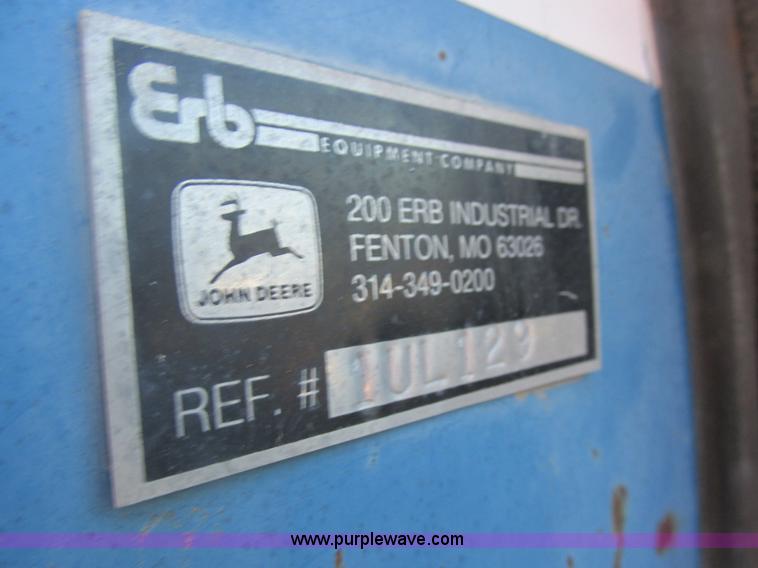 Erb
EQUIPMENT COMPANY
200 ERB INDUSTRIAL DR.
FENTON, MO 63026
314-349-0200
JOHN DEERE
REF. # 1UL129
www.purplewave.com